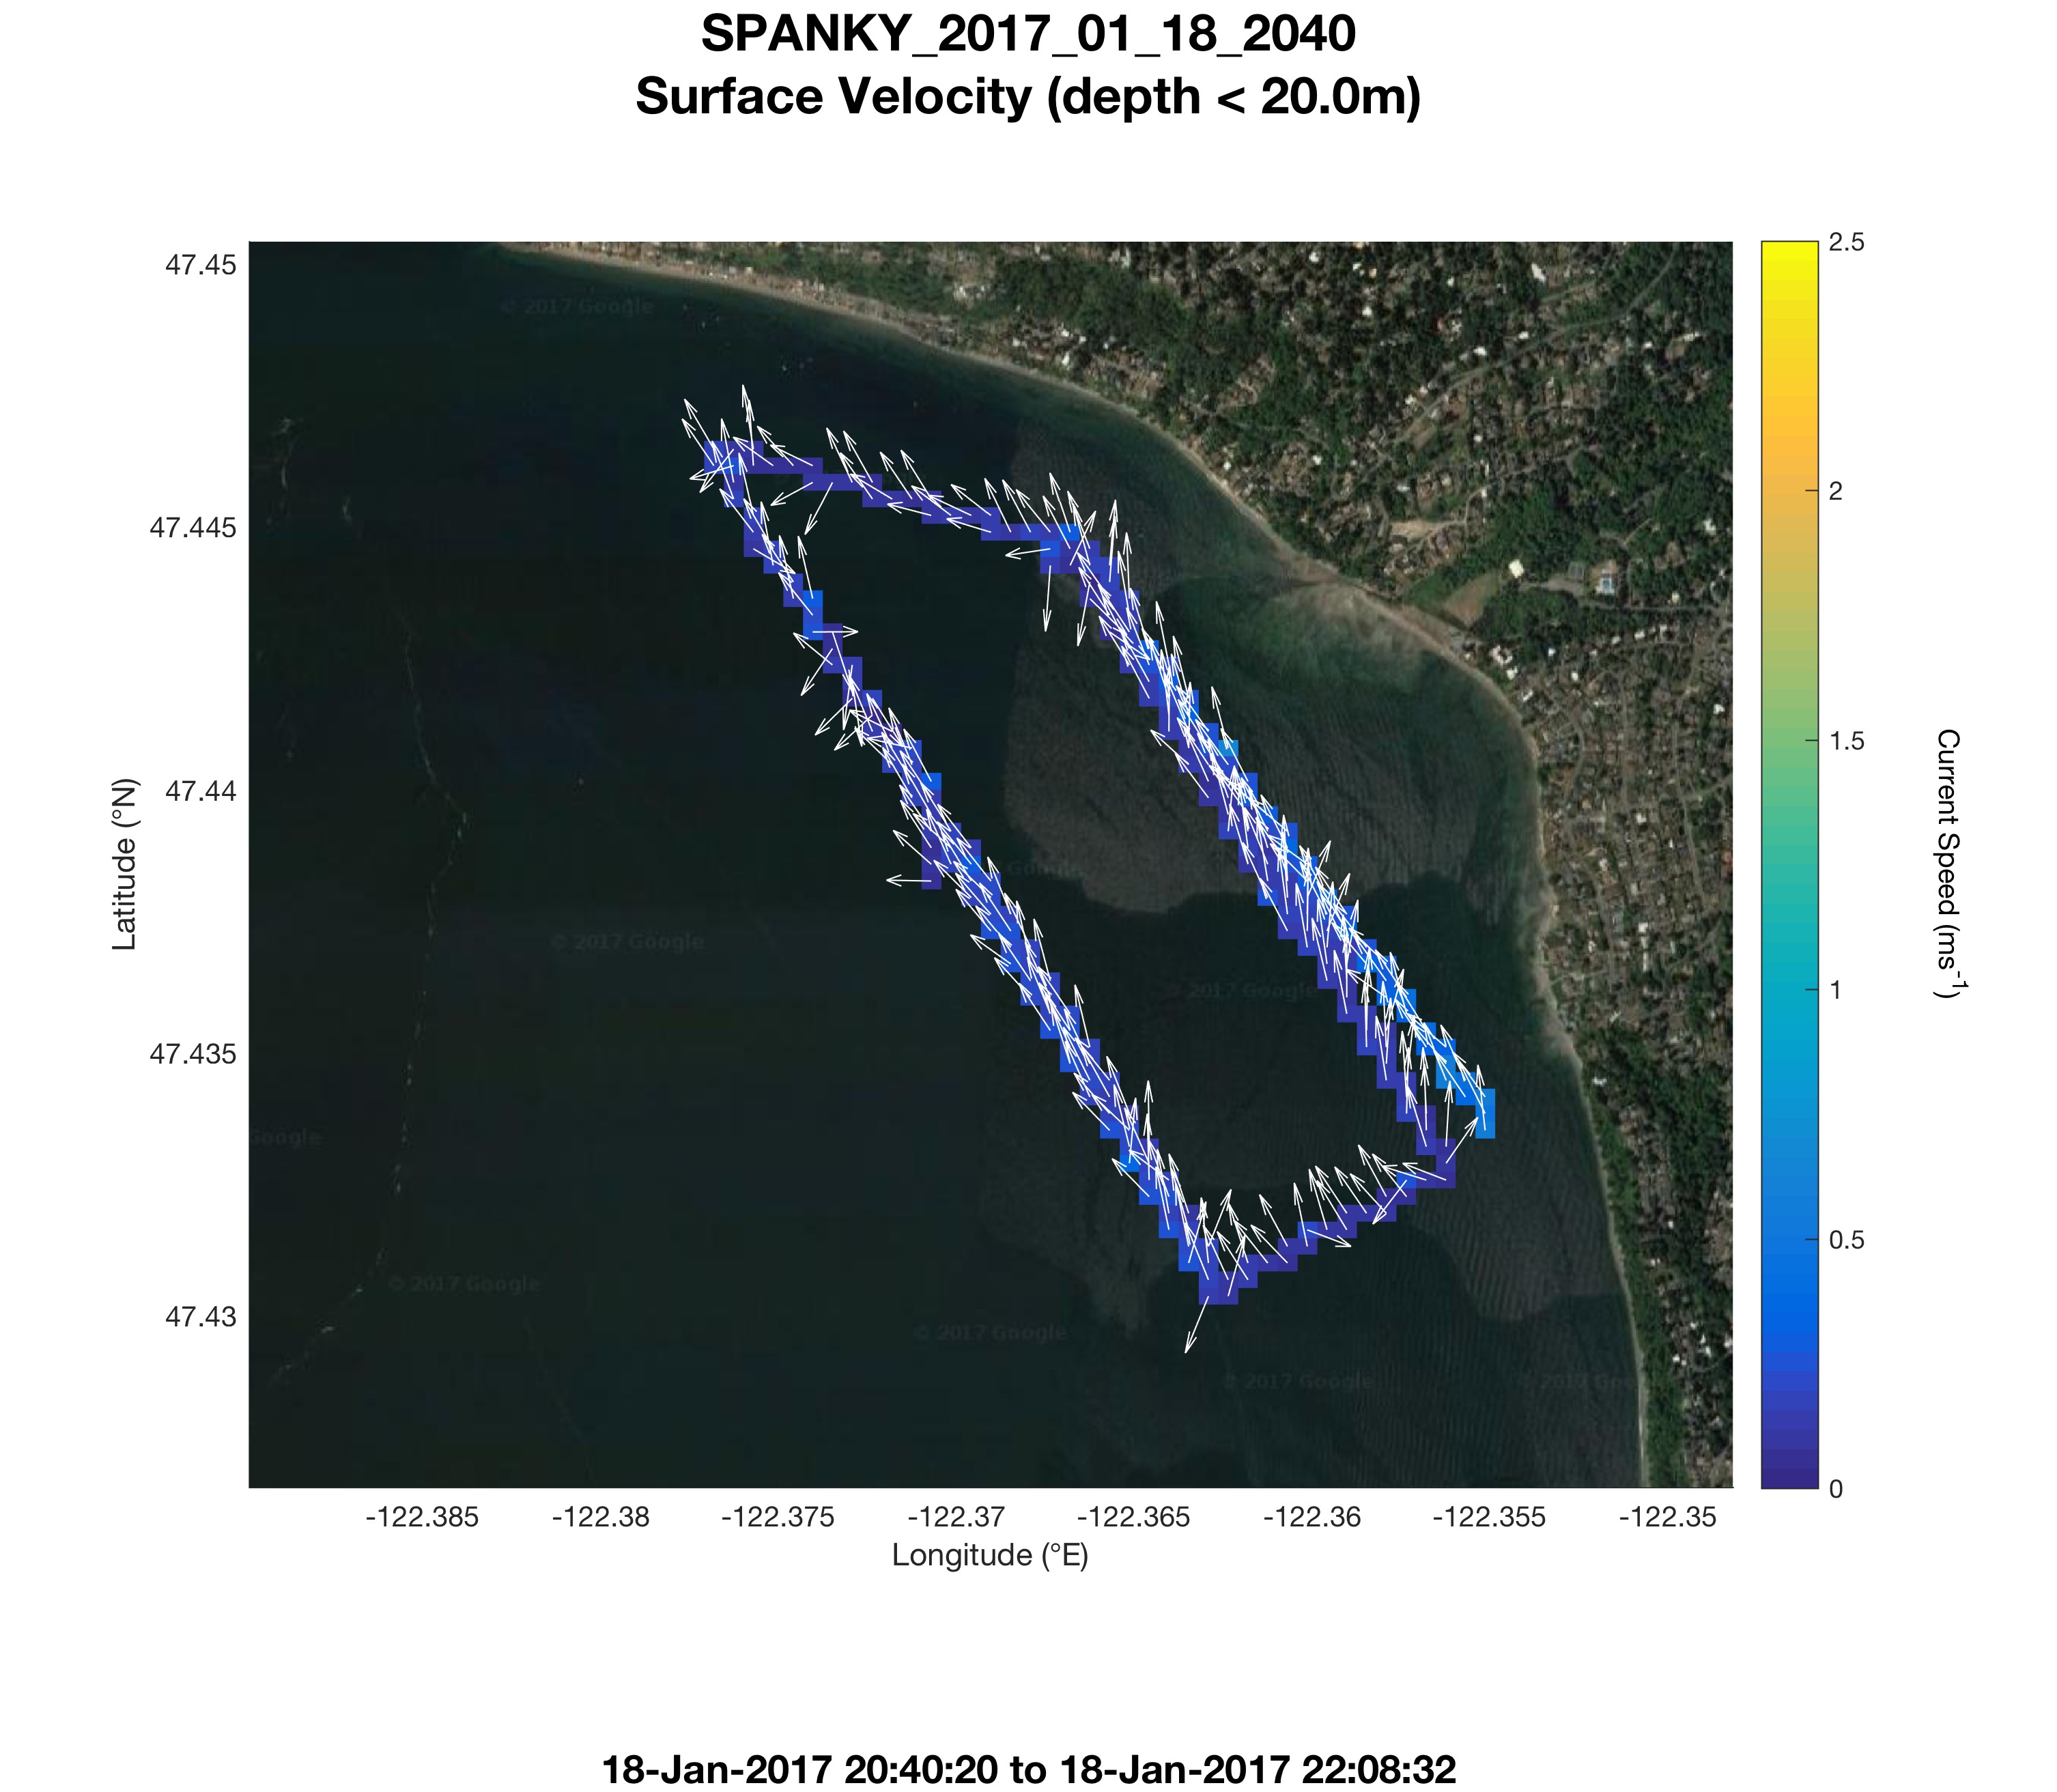 SPANKY_2017_01_18_2040
Surface Velocity (depth < 20.0m)
47.45
47.445
47.44
47.435
47.43
Latitude (°N)
© 2017 Google
© 2017 Google
2017 Google
Google
© 2017 Google
© 2017 Google
2017 Google
-122.385
-122.38
-122.375
-122.37
-122.365
-122.36
-122.355
-122.35
Longitude (°E)
2.5
2
1.5
1
0.5
0
Current Speed (ms⁻¹)
18-Jan-2017 20:40:20 to 18-Jan-2017 22:08:32